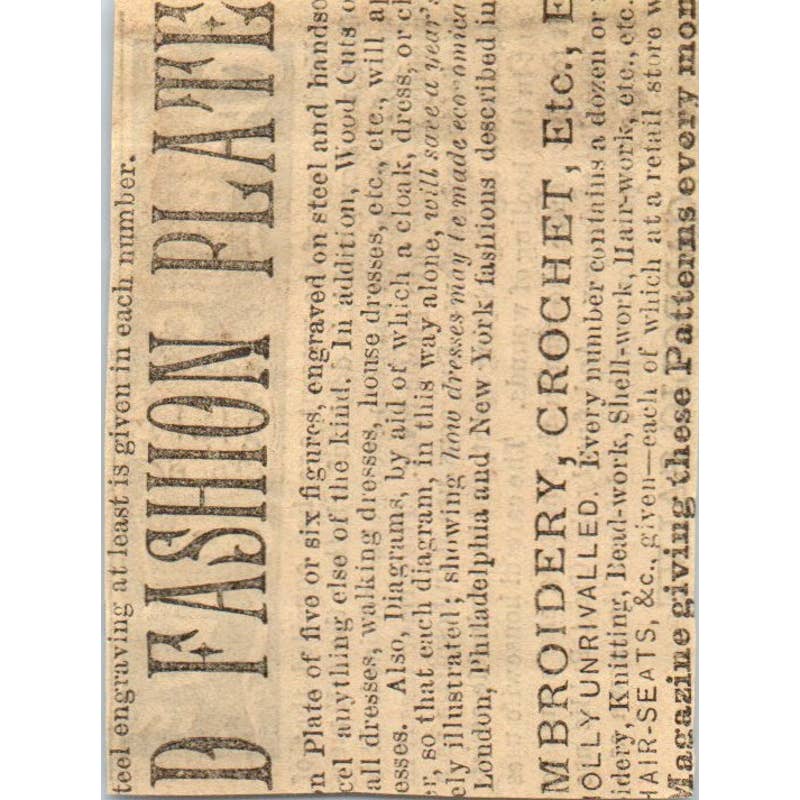 teel engraving at least is given in each number.
D FASHION PLATE
n Plate of five or six figures, engraved on steel and handso
cel anything else of the kind. In addition, Wood Cuts o
all dresses, walking dresses, house dresses, etc., etc., will ap
esses. Also, Diagrams, by aid of which a cloak, dress, or ch
er, so that each diagram, in this way alone, will save a year's
ely illustrated; showing how dresses may be made economica
London, Philadelphia and New York fashions described in
MBROIDERY, CROCHET, Etc., E
OLLY UNRIVALLED. Every number contains a dozen or
idery, Knitting, Bead-work, Shell-work, Hair-work, etc., etc.
HAIR-SEATS, &c., given—each of which at a retail store w
Magazine giving these Patterns every mon